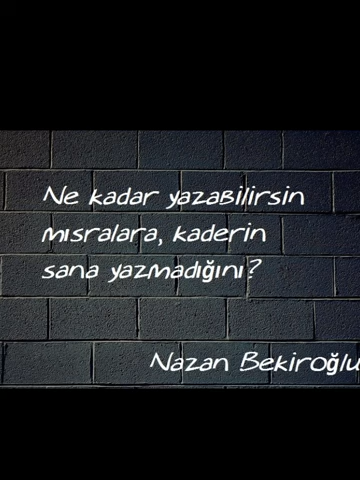 Ne kadar yazabilirsin
mısralara, kaderin
sana yazmadığını?
Nazan Bekiroğlu